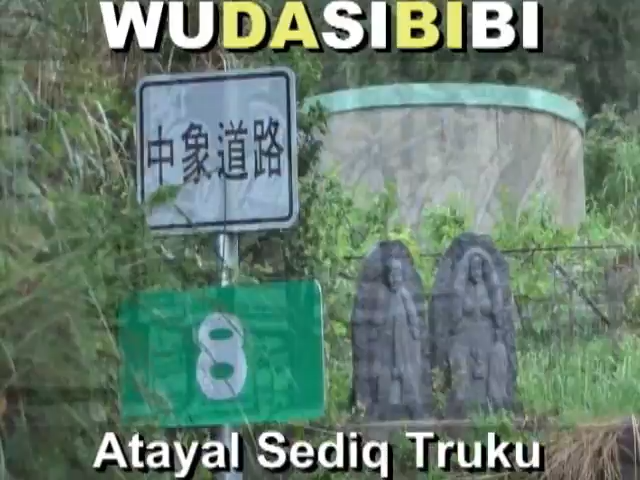 WUDASIBIBI
中象道路
8
Atayal Sediq Truku